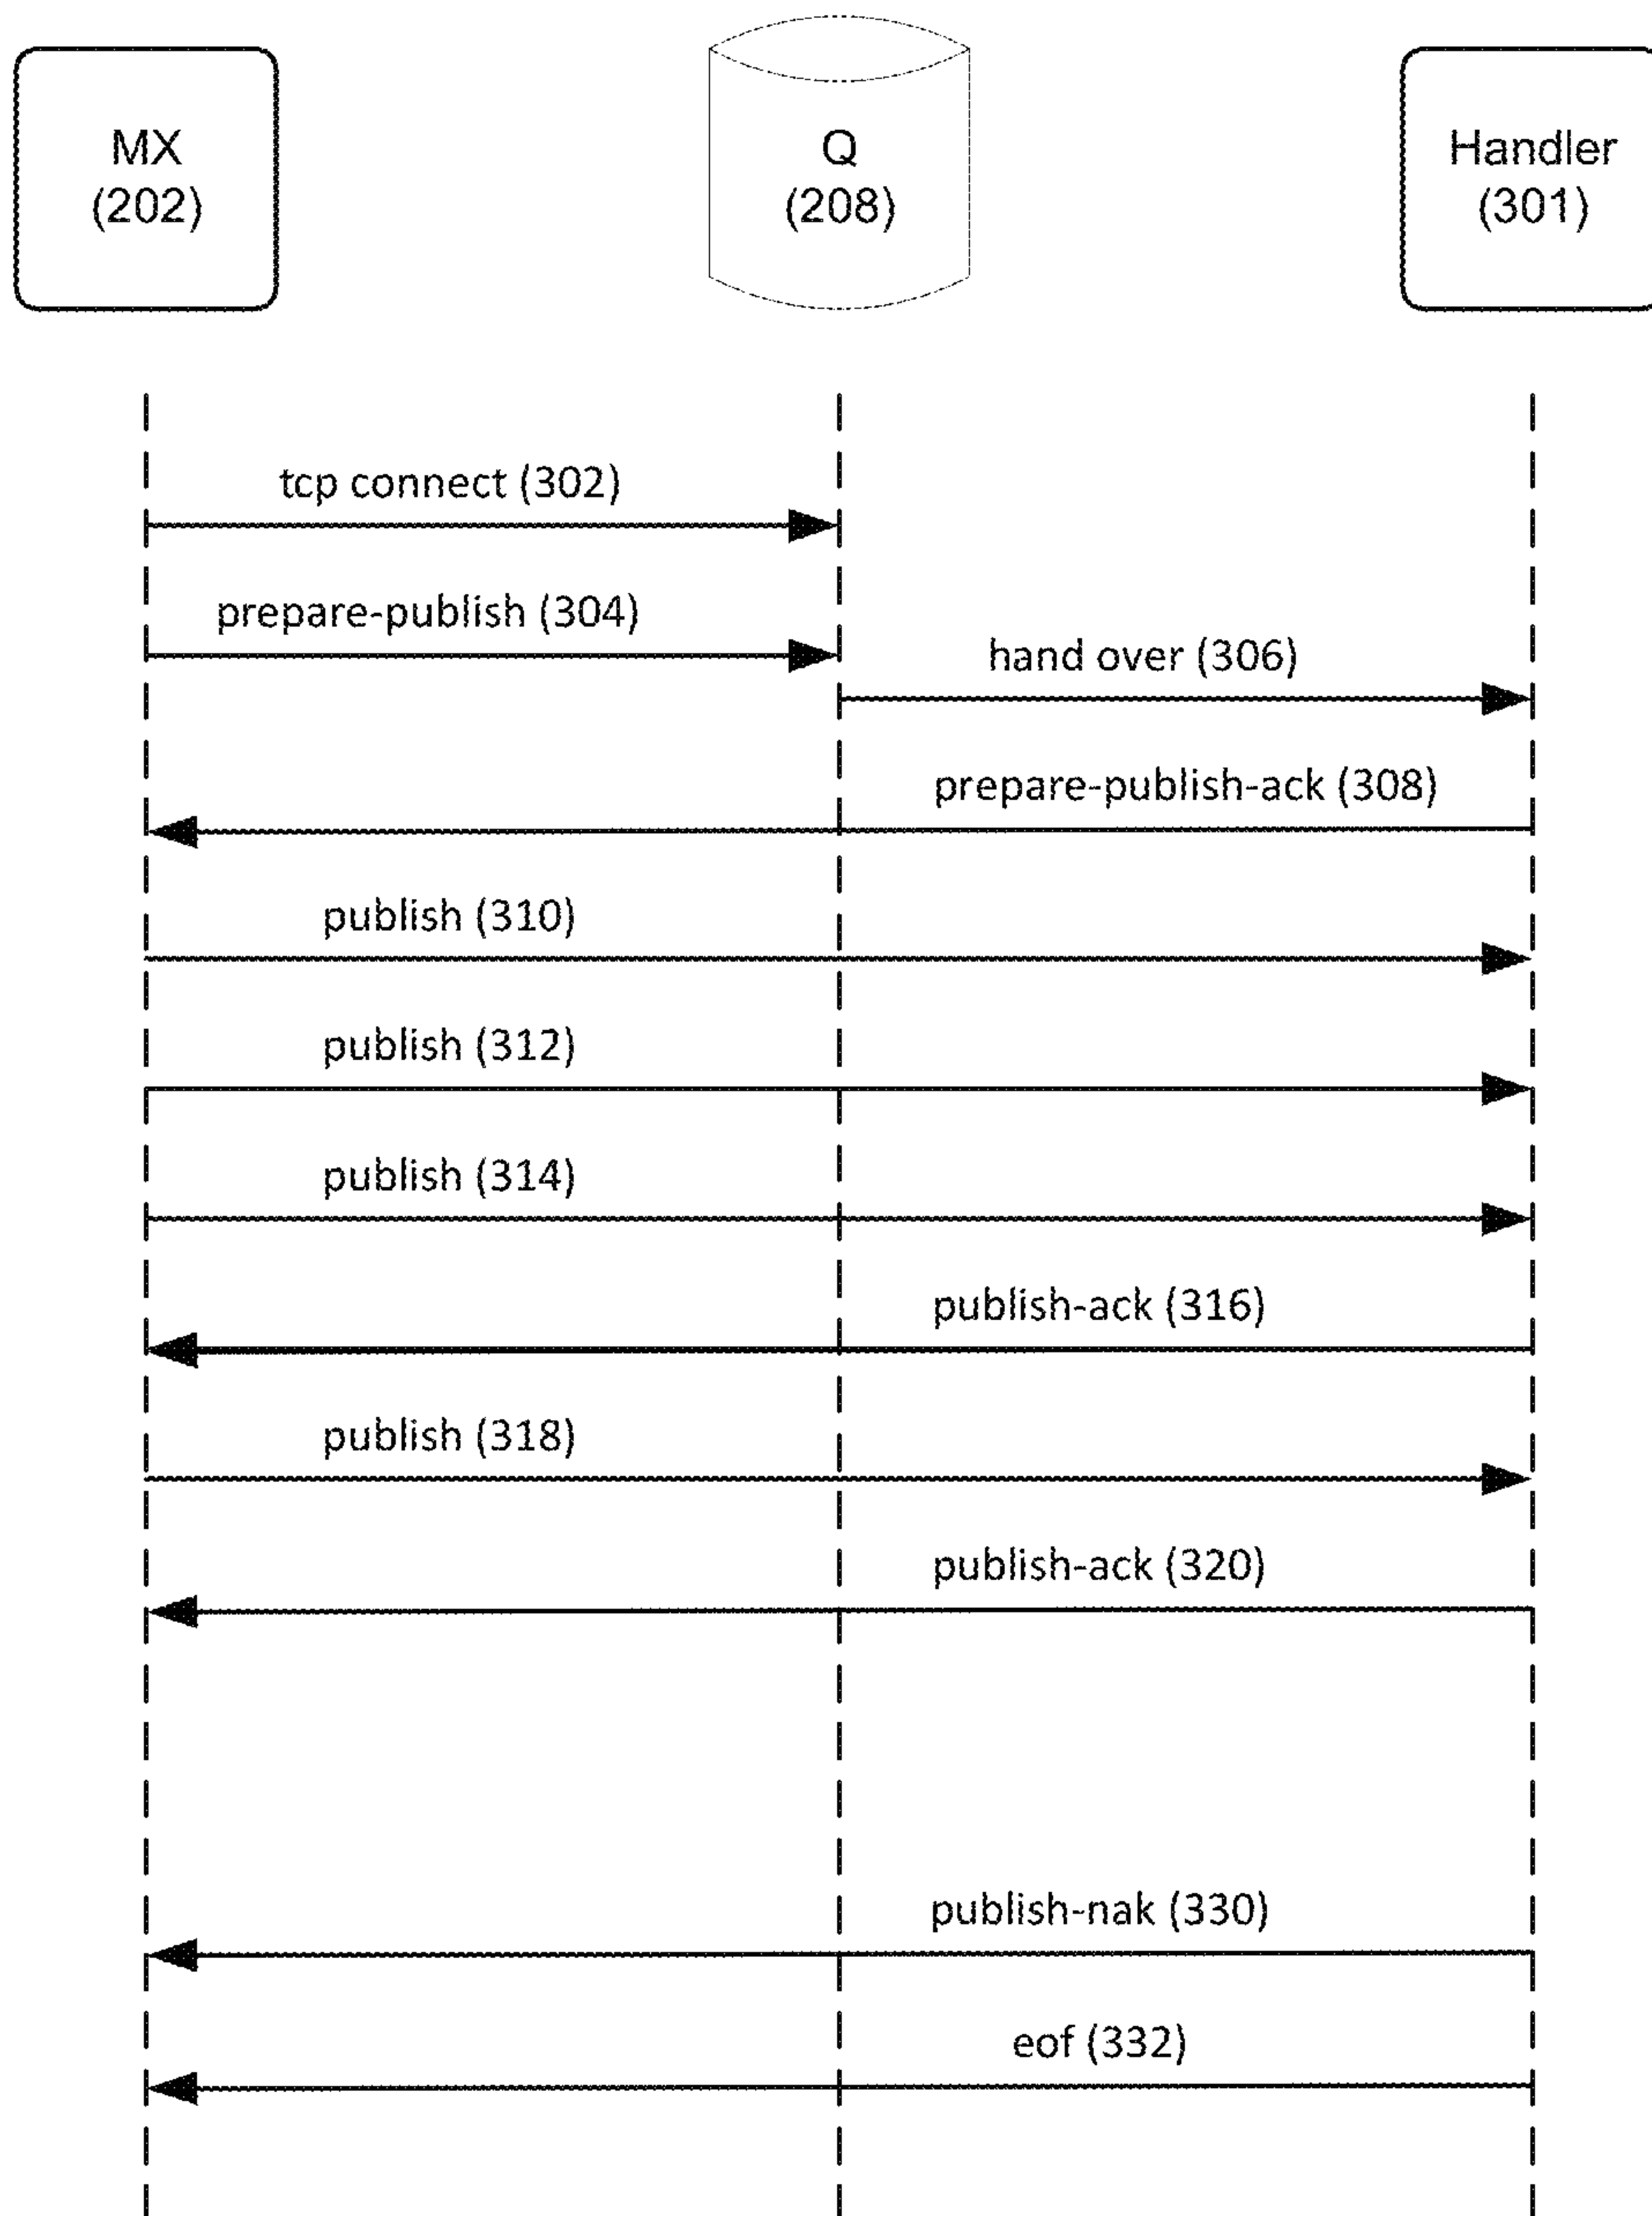 MX
(202)
Q
(208)
Handler
(301)
tcp connect (302)
prepare-publish (304)
hand over (306)
prepare-publish-ack (308)
publish (310)
publish (312)
publish (314)
publish-ack (316)
publish (318)
publish-ack (320)
publish-nak (330)
eof (332)